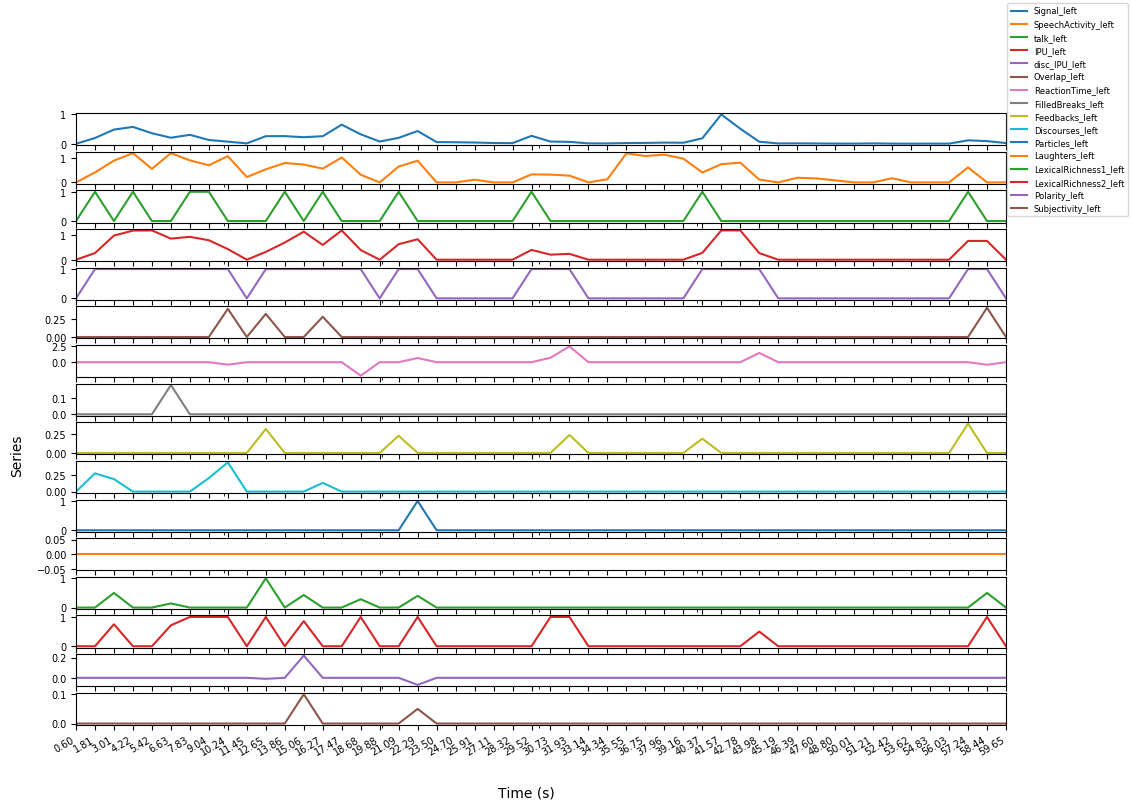 Signal_left
SpeechActivity_left
talk_left
IPU_left
disc_IPU_left
Overlap_left
ReactionTime_left
FilledBreaks_left
Feedbacks_left
Discourses_left
Particles_left
Laughters_left
LexicalRichness1_left
LexicalRichness2_left
Polarity_left
Subjectivity_left
1
0
1
0
1
0
1
0
1
0
0.25
0.00
2.5
0.0
0.1
0.0
0.25
0.00
0.25
0.00
1
0
0.05
0.00
−0.05
1
0
1
0
0.2
0.0
0.1
0.0
Series
0.60 1.81 3.01 4.22 5.42 6.63 7.83 9.04 10.24 11.45 12.65 13.86 15.06 16.27 17.47 18.68 19.88 21.09 22.29 23.50 24.70 25.91 27.11 28.32 29.52 30.73 31.93 33.14 34.34 35.55 36.75 37.96 39.16 40.37 41.57 42.78 43.98 45.19 46.39 47.60 48.80 50.01 51.21 52.42 53.62 54.83 56.03 57.24 58.44 59.65
Time (s)